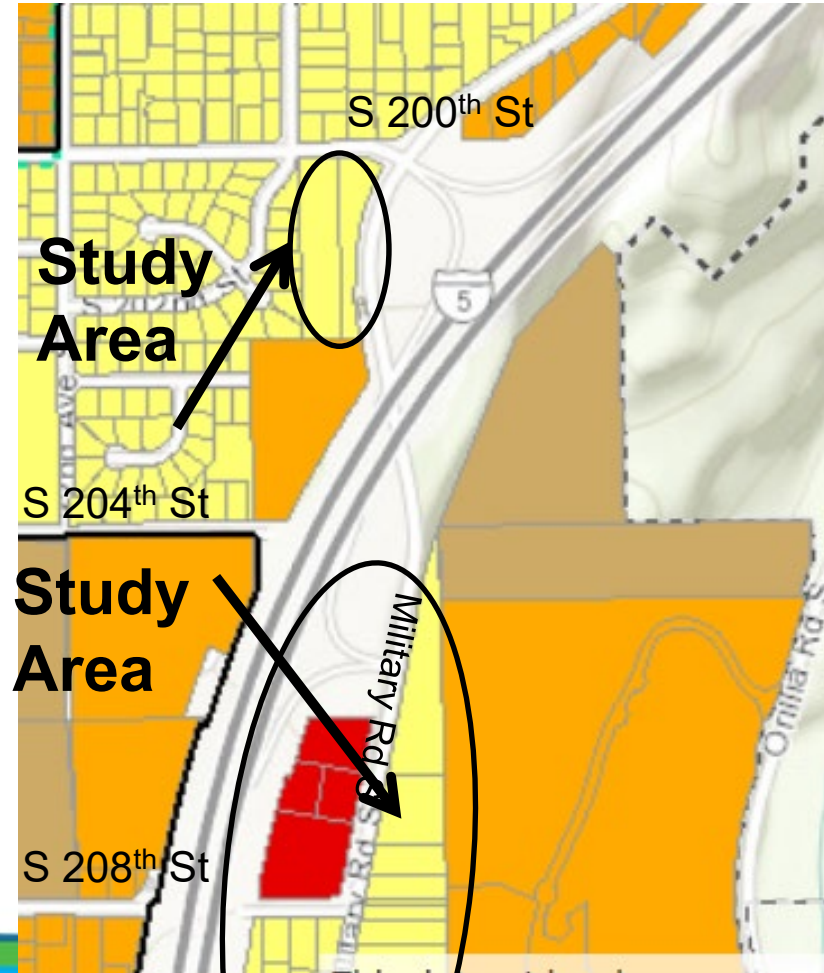 S 200th St
Study
Area
5
S 204th St
Study
Area
Military Rd S
Orillia Rd S
S 208th St